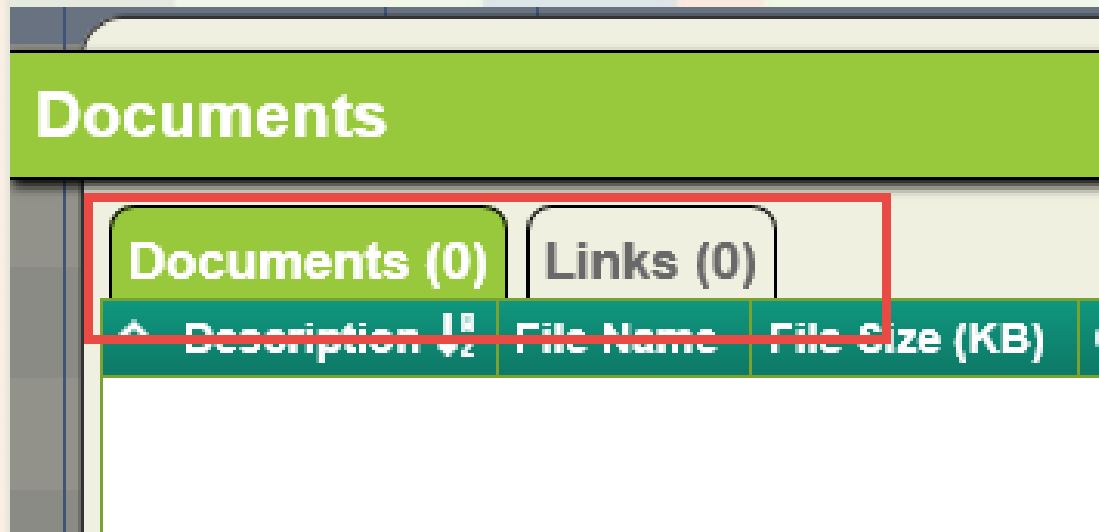 Documents
Documents (0) Links (0)
Description File Name File Size (KB)